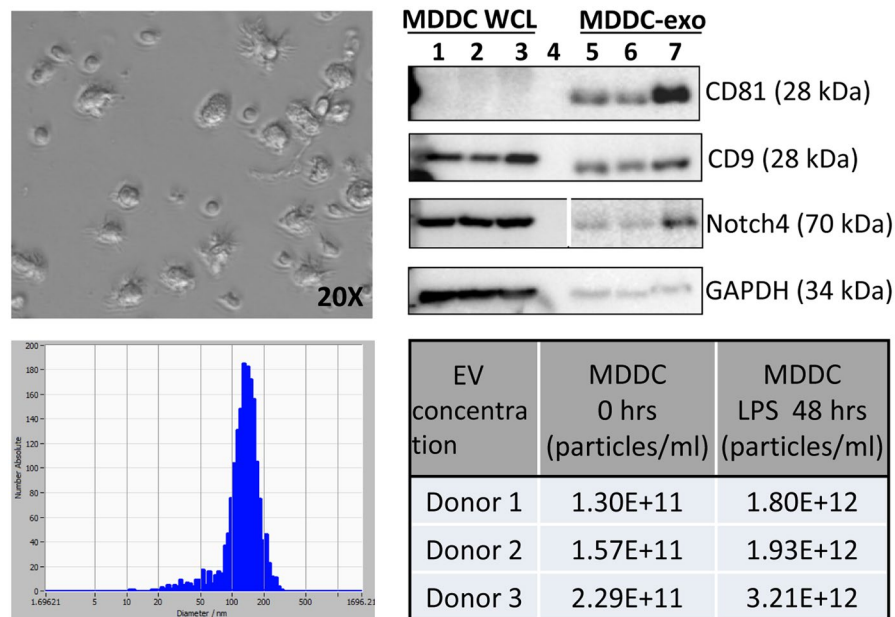 20X
MDDC WCL MDDC-exo
1 2 3 4 5 6 7
CD81 (28 kDa)
CD9 (28 kDa)
Notch4 (70 kDa)
GAPDH (34 kDa)
200
180
160
140
120
100
80
60
40
20
0
Number Absolute
1.69621 5 10 20 50 100 200 500 1696.21
Diameter / nm
EV
concentra
tion
MDDC
0 hrs
(particles/ml)
MDDC
LPS 48 hrs
(particles/ml)
Donor 1 1.30E+11 1.80E+12
Donor 2 1.57E+11 1.93E+12
Donor 3 2.29E+11 3.21E+12